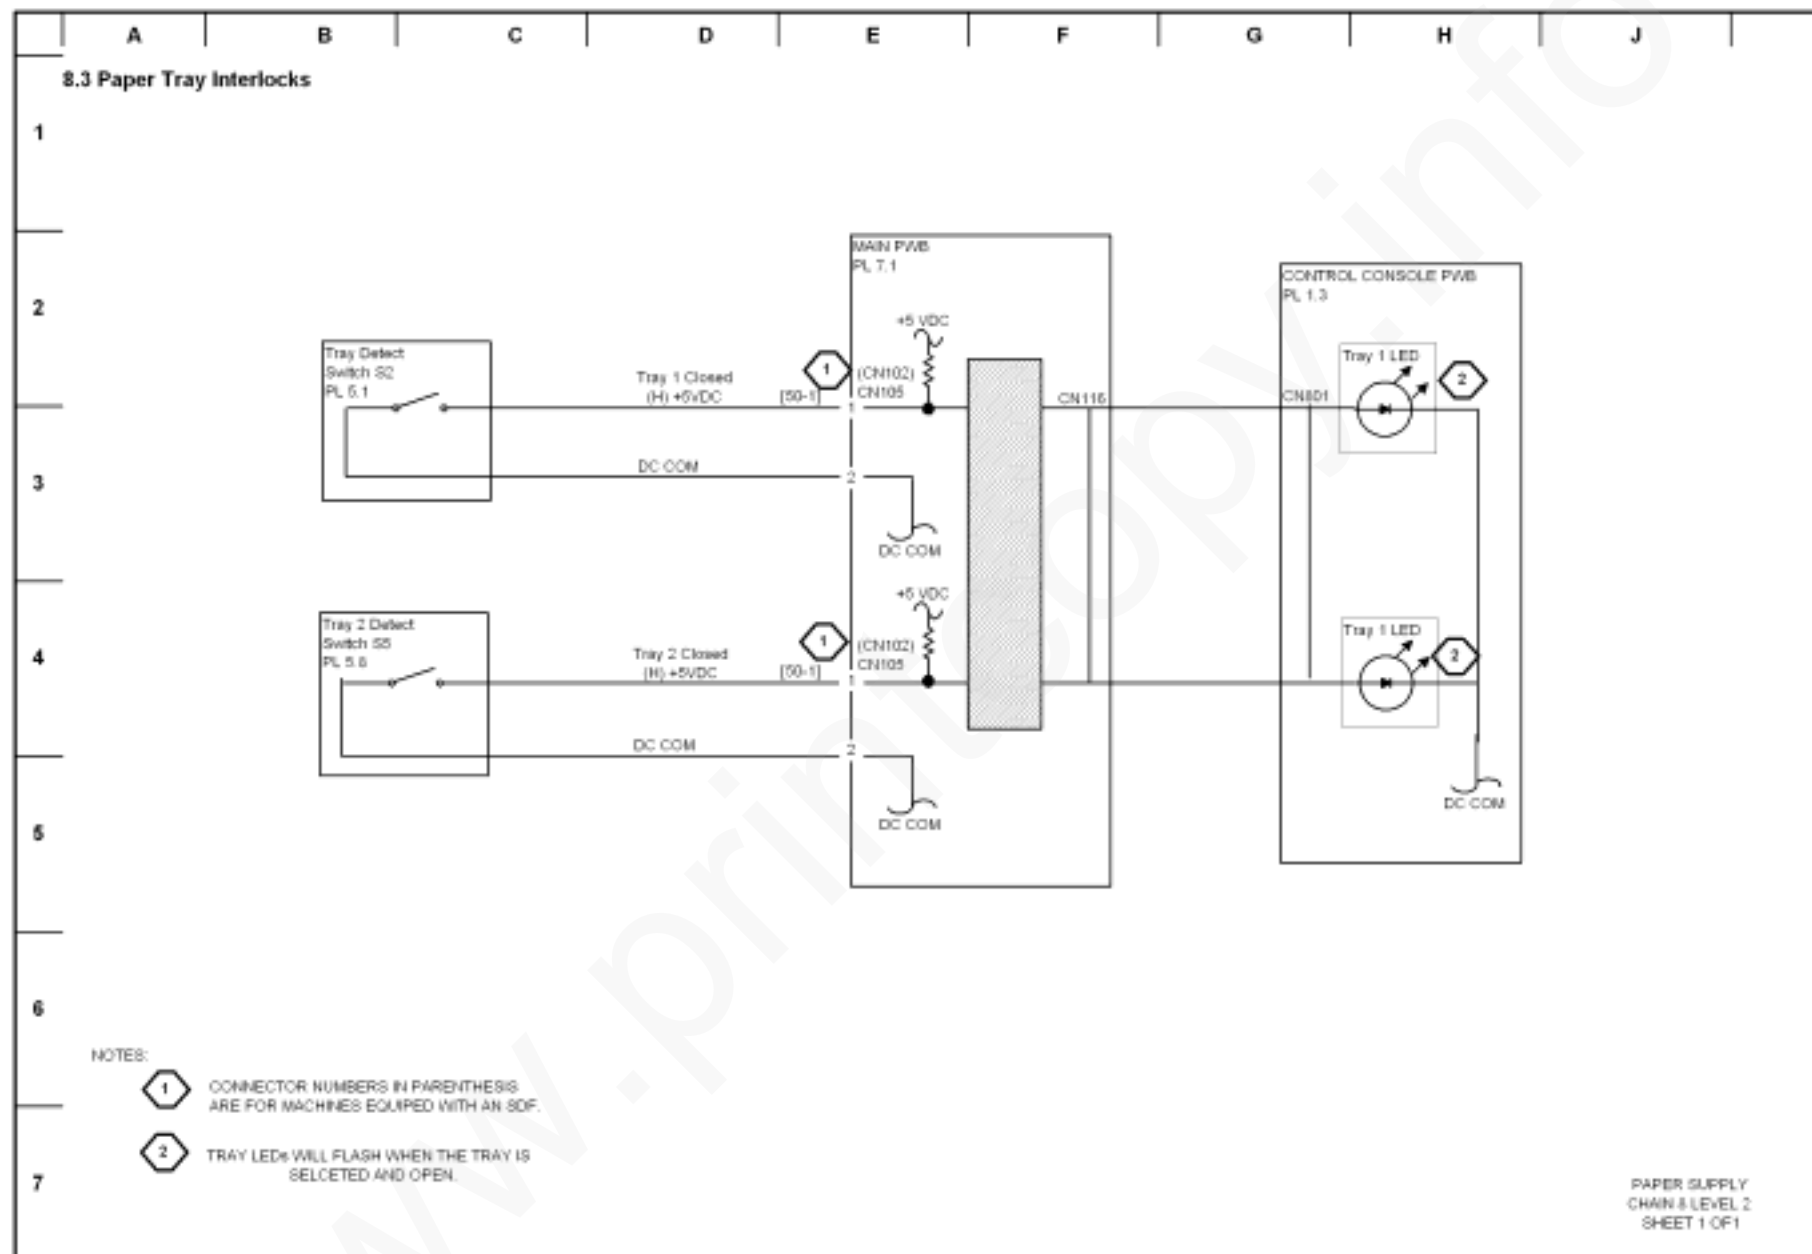 A B C D E F G H J
8.3 Paper Tray Interlocks
1
2
3
4
5
6
7
MAIN PWB
PL 7.1
+5 VDC
CONTROL CONSOLE PWB
PL 1.3
Tray Detect
Switch S2
PL 5.1
Tray 1 Closed
(H) +5VDC
[50-1]
1
(CN102)
CN105
1
CN116
CN801
Tray 1 LED
2
DC COM
2
DC COM
+5 VDC
Tray 2 Detect
Switch S5
PL 5.8
Tray 2 Closed
(H) +5VDC
[50-1]
1
(CN102)
CN105
1
Tray 1 LED
2
DC COM
2
DC COM
DC COM
NOTES:
1
CONNECTOR NUMBERS IN PARENTHESIS
ARE FOR MACHINES EQUIPED WITH AN SDF.
2
TRAY LEDs WILL FLASH WHEN THE TRAY IS
SELCETED AND OPEN.
PAPER SUPPLY
CHAIN 8 LEVEL 2
SHEET 1 OF1
www.printcopy.info